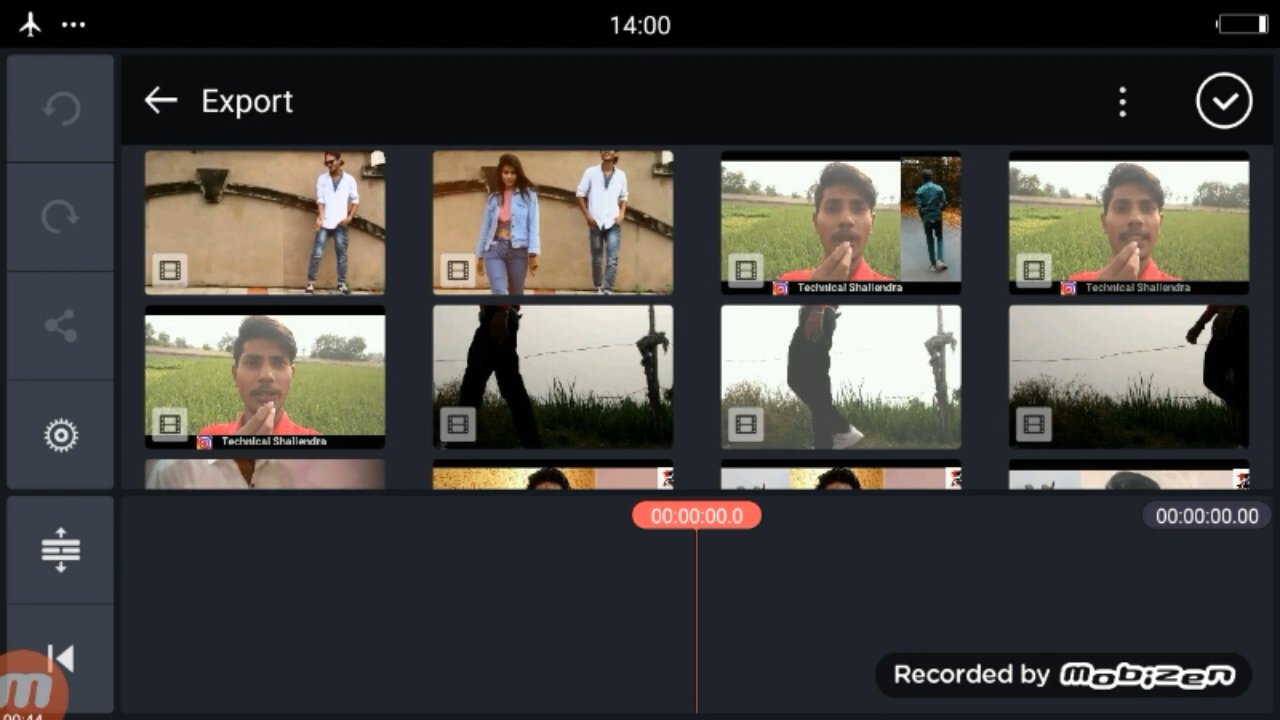 14:00
Export
Technical Shailendra
Technical Shailendra
Technical Shailendra
00:00:00.0
00:00:00.00
Recorded by mobizen
00:44